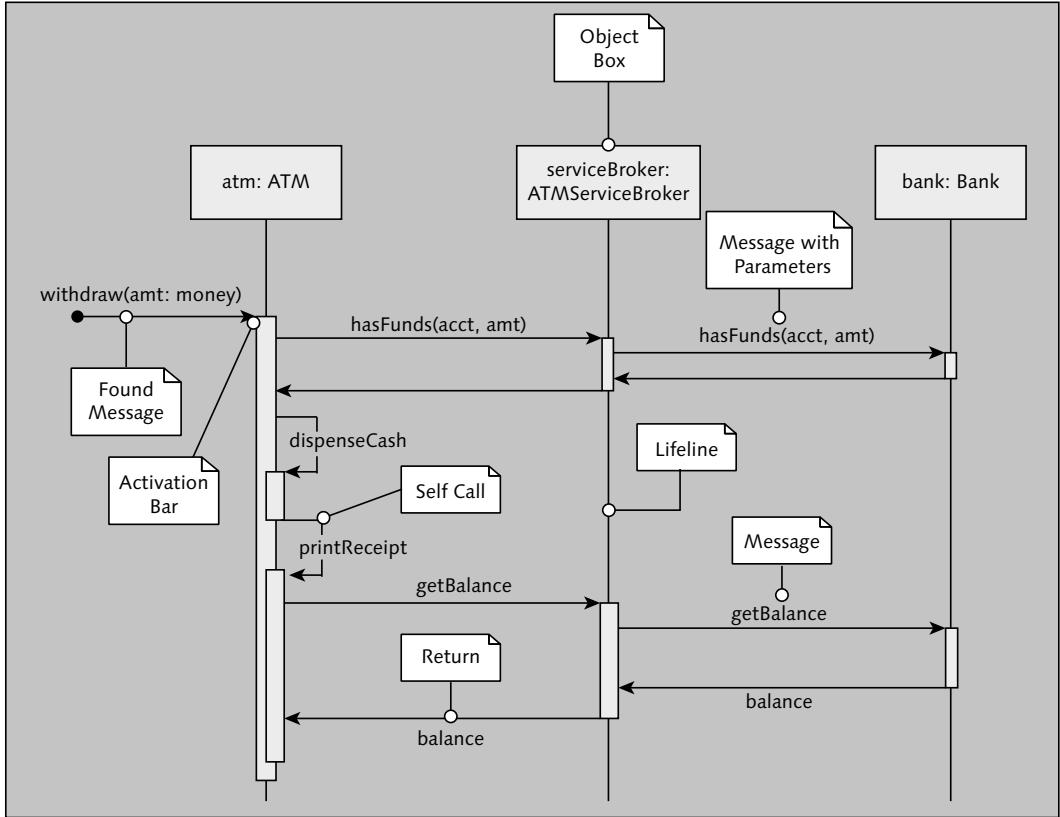 Object
Box
atm: ATM
serviceBroker:
ATMServiceBroker
bank: Bank
Message with
Parameters
withdraw(amt: money)
hasFunds(acct, amt)
hasFunds(acct, amt)
Found
Message
dispenseCash
Lifeline
Activation
Bar
Self Call
printReceipt
Message
getBalance
getBalance
Return
balance
balance